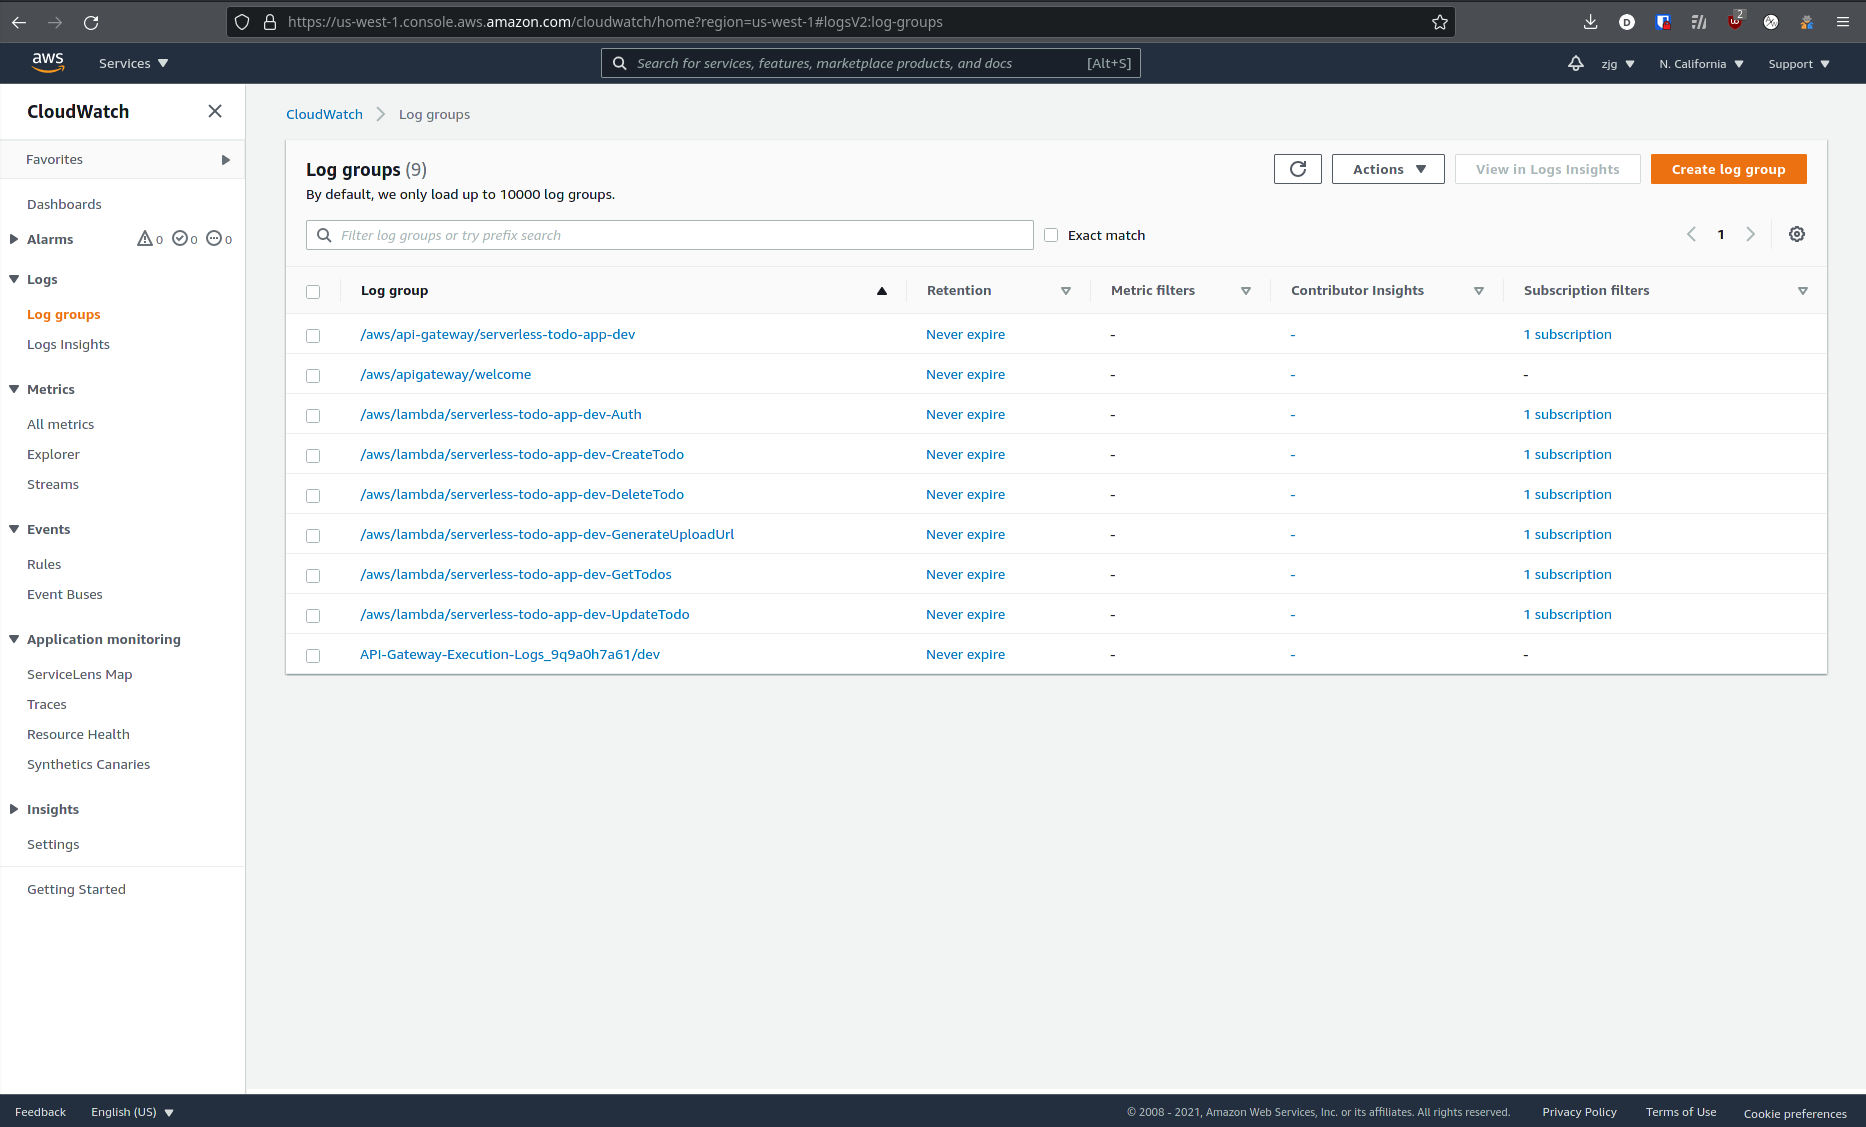 https://us-west-1.console.aws.amazon.com/cloudwatch/home?region=us-west-1#logsV2:log-groups
2
aws
Services
Search for services, features, marketplace products, and docs [Alt+S]
zjg
N. California
Support
CloudWatch
Favorites
Dashboards
Alarms 0 0 0
Logs
Log groups
Logs Insights
Metrics
All metrics
Explorer
Streams
Events
Rules
Event Buses
Application monitoring
ServiceLens Map
Traces
Resource Health
Synthetics Canaries
Insights
Settings
Getting Started
CloudWatch > Log groups
Log groups (9)
By default, we only load up to 10000 log groups.
Actions
View in Logs Insights
Create log group
Filter log groups or try prefix search
Exact match
1
Log group Retention Metric filters Contributor Insights Subscription filters
/aws/api-gateway/serverless-todo-app-dev Never expire - - 1 subscription
/aws/apigateway/welcome Never expire - - -
/aws/lambda/serverless-todo-app-dev-Auth Never expire - - 1 subscription
/aws/lambda/serverless-todo-app-dev-CreateTodo Never expire - - 1 subscription
/aws/lambda/serverless-todo-app-dev-DeleteTodo Never expire - - 1 subscription
/aws/lambda/serverless-todo-app-dev-GenerateUploadUrl Never expire - - 1 subscription
/aws/lambda/serverless-todo-app-dev-GetTodos Never expire - - 1 subscription
/aws/lambda/serverless-todo-app-dev-UpdateTodo Never expire - - 1 subscription
API-Gateway-Execution-Logs_9q9a0h7a61/dev Never expire - - -
Feedback
English (US)
© 2008 - 2021, Amazon Web Services, Inc. or its affiliates. All rights reserved.
Privacy Policy
Terms of Use
Cookie preferences